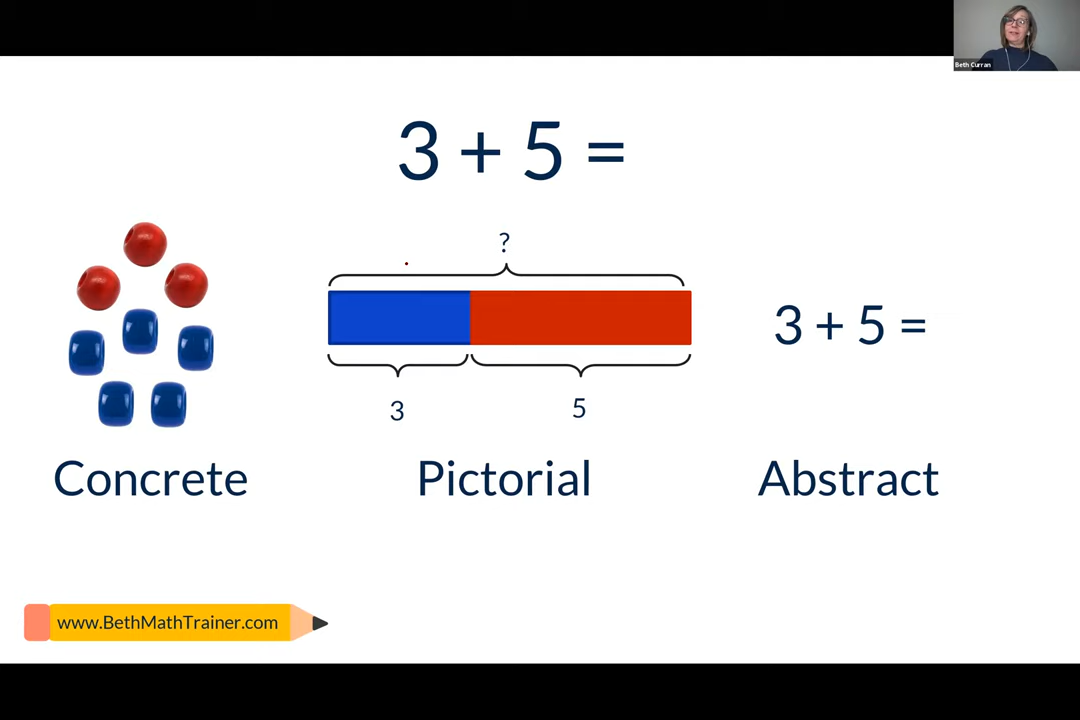 Beth Curran
3 + 5 =
?
3 + 5 =
3
5
Concrete
Pictorial
Abstract
www.BethMathTrainer.com